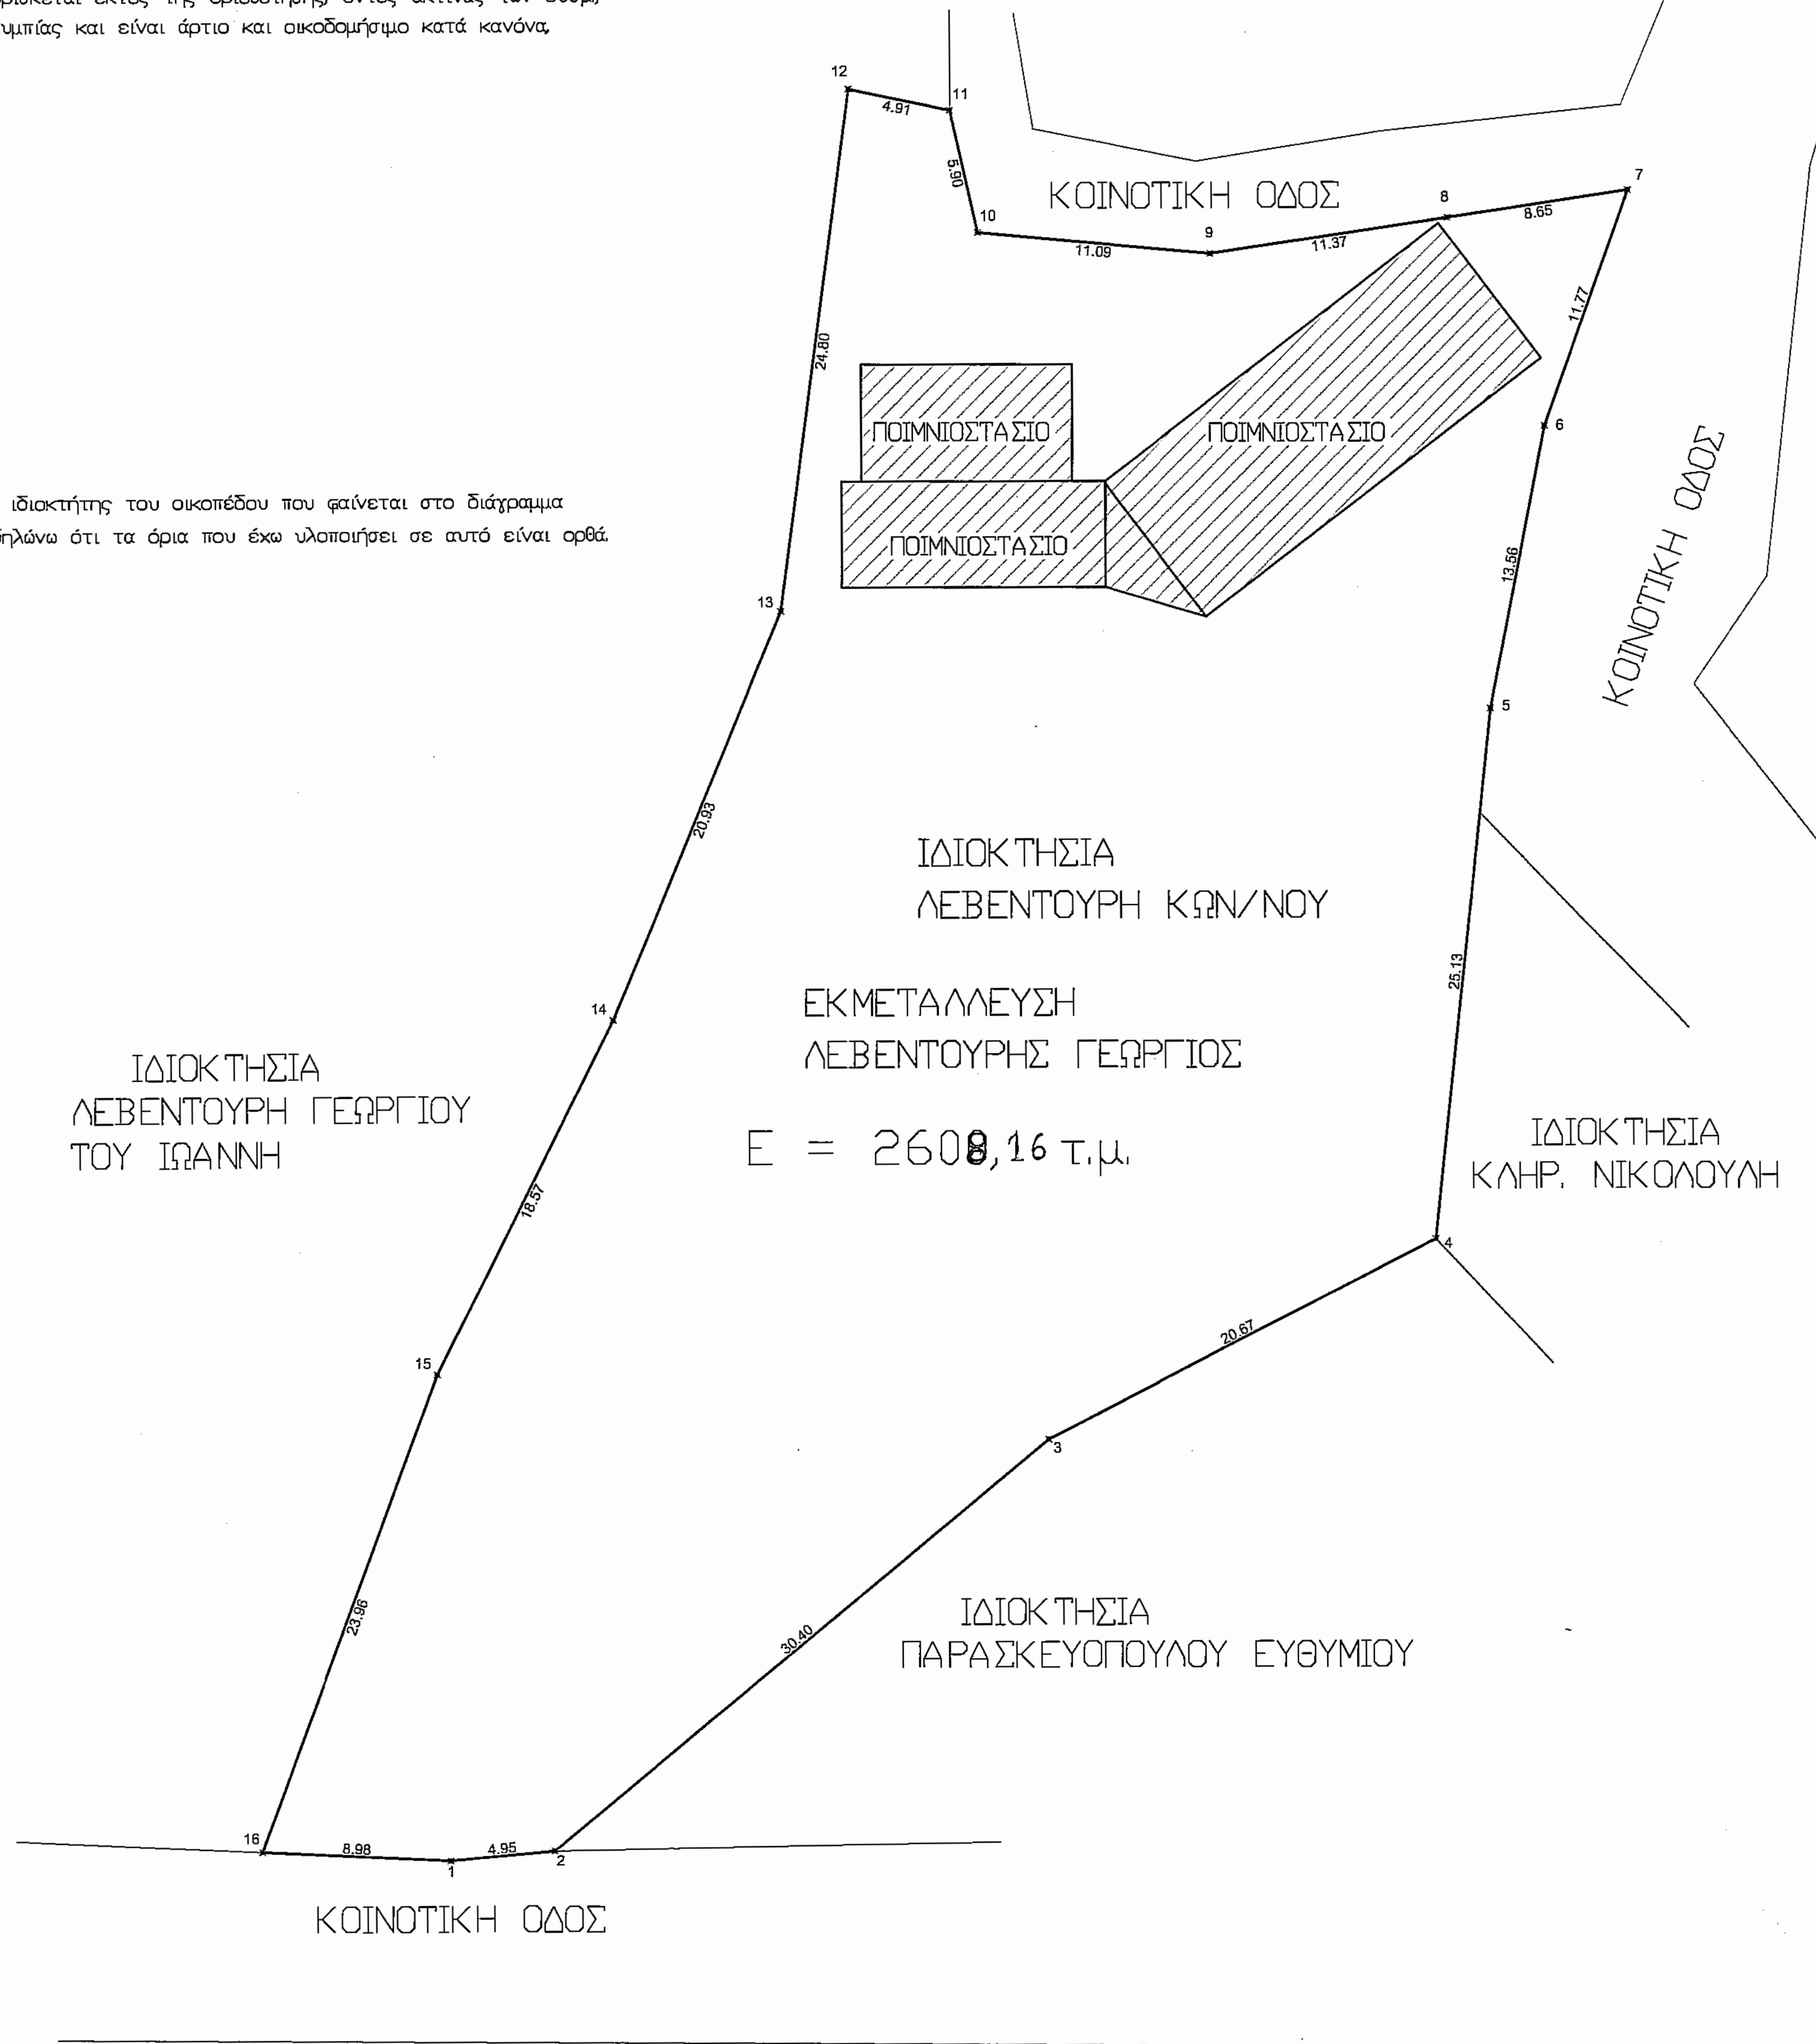 υμπίας και είναι άρτιο και οικοδομήσιμο κατά κανόνα,
12
11
4.91
5.90
ΚΟΙΝΟΤΙΚΗ ΟΔΟΣ
7
8
8.65
10
9
11.09
11.37
11.77
24.80
ΠΟΙΜΝΙΟΣΤΑΣΙΟ
ΠΟΙΜΝΙΟΣΤΑΣΙΟ
6
ιδιοκτήτης του οικοπέδου που φαίνεται στο διάγραμμα
δηλώνω ότι τα όρια που έχω υλοποιήσει σε αυτό είναι ορθά.
ΠΟΙΜΝΙΟΣΤΑΣΙΟ
13.56
ΚΟΙΝΟΤΙΚΗ ΟΔΟΣ
13
5
20.93
ΙΔΙΟΚΤΗΣΙΑ
ΛΕΒΕΝΤΟΥΡΗ ΚΩΝ/ΝΟΥ
25.13
ΕΚΜΕΤΑΛΛΕΥΣΗ
ΛΕΒΕΝΤΟΥΡΗΣ ΓΕΩΡΓΙΟΣ
14
ΙΔΙΟΚΤΗΣΙΑ
ΛΕΒΕΝΤΟΥΡΗ ΓΕΩΡΓΙΟΥ
ΤΟΥ ΙΩΑΝΝΗ
Ε = 2608,16 τ.μ.
ΙΔΙΟΚΤΗΣΙΑ
ΚΛΗΡ. ΝΙΚΟΛΟΥΛΗ
18.57
4
20.67
15
3
23.96
30.40
ΙΔΙΟΚΤΗΣΙΑ
ΠΑΡΑΣΚΕΥΟΠΟΥΛΟΥ ΕΥΘΥΜΙΟΥ
16
8.98
4.95
1
2
ΚΟΙΝΟΤΙΚΗ ΟΔΟΣ